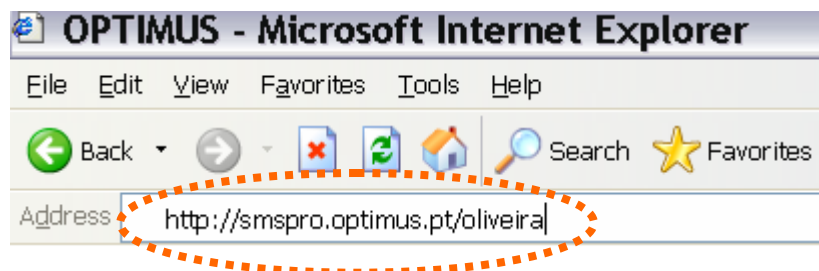 OPTIMUS - Microsoft Internet Explorer
File Edit View Favorites Tools Help
Back Search Favorites
Address http://smspro.optimus.pt/oliveira